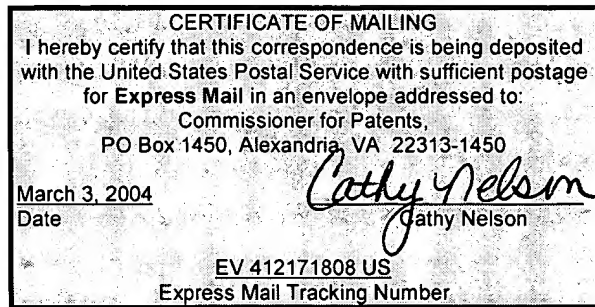 CERTIFICATE OF MAILING
I hereby certify that this correspondence is being deposited
with the United States Postal Service with sufficient postage
for Express Mail in an envelope addressed to:
Commissioner for Patents,
PO Box 1450, Alexandria, VA 22313-1450
March 3, 2004 Cathy Nelson
Date Cathy Nelson
EV 412171808 US
Express Mail Tracking Number